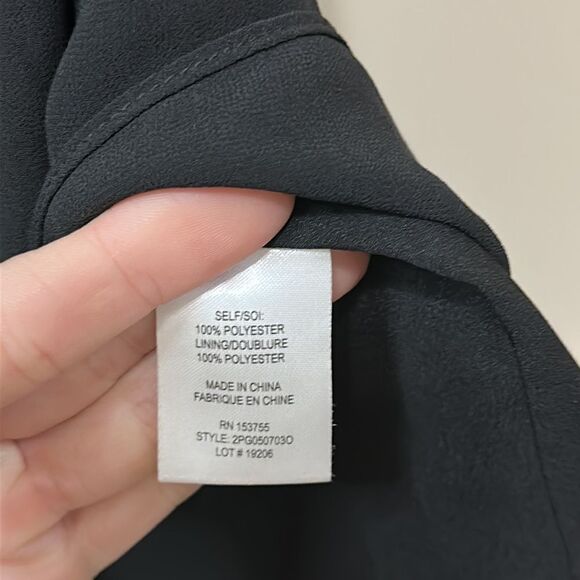 SELF/SOI:
100% POLYESTER
LINING/DOUBLURE
100% POLYESTER
MADE IN CHINA
FABRIQUE EN CHINE
RN 153755
STYLE: 2PG050703O
LOT # 19206